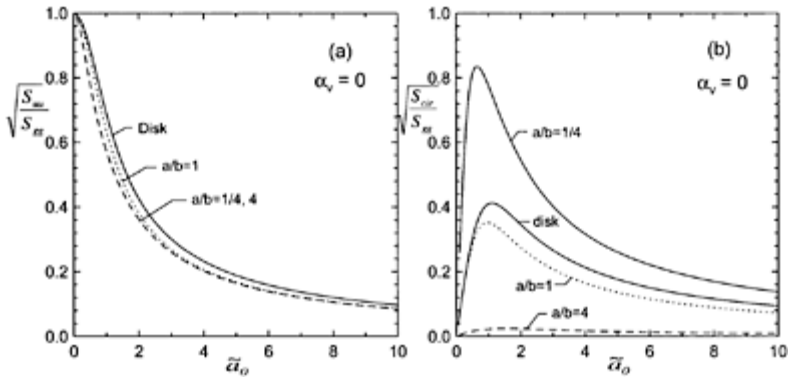 1.0
0.8
0.6
0.4
0.2
0.0
0 2 4 6 8 10
(a)
αv = 0
Disk
a/b=1
a/b=1/4, 4
ão
1.0
0.8
0.6
0.4
0.2
0.0
0 2 4 6 8 10
(b)
αv = 0
a/b=1/4
disk
a/b=1
a/b=4
ão